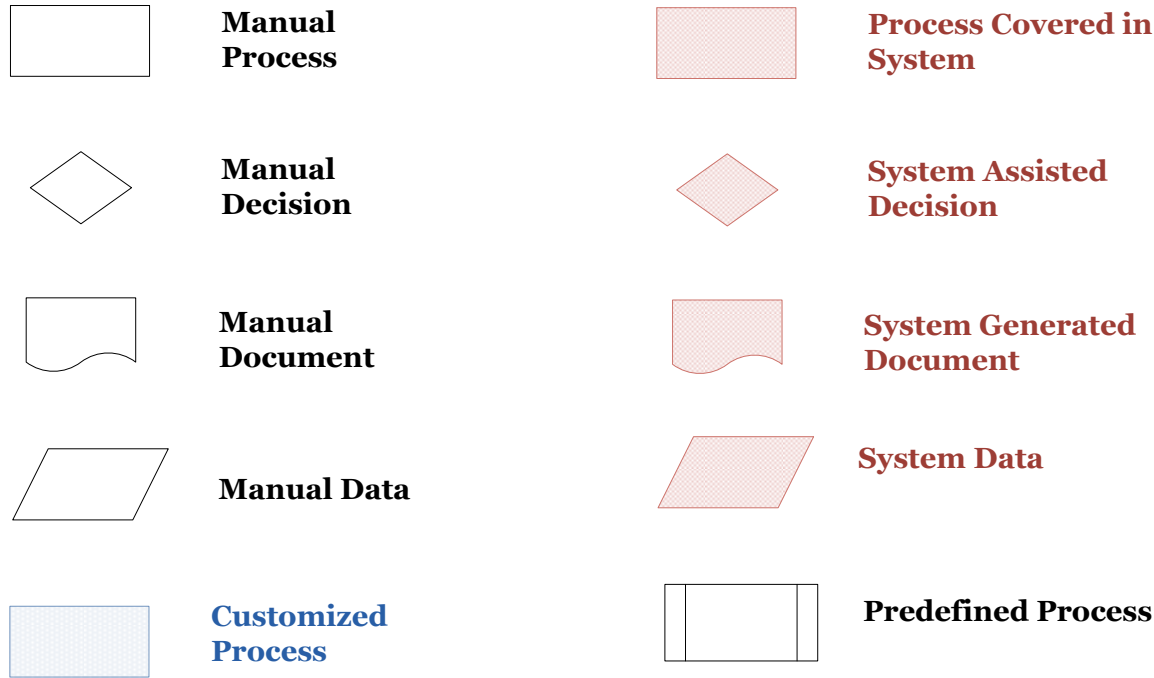 Manual
Process
Process Covered in
System
Manual
Decision
System Assisted
Decision
Manual
Document
System Generated
Document
Manual Data
System Data
Customized
Process
Predefined Process